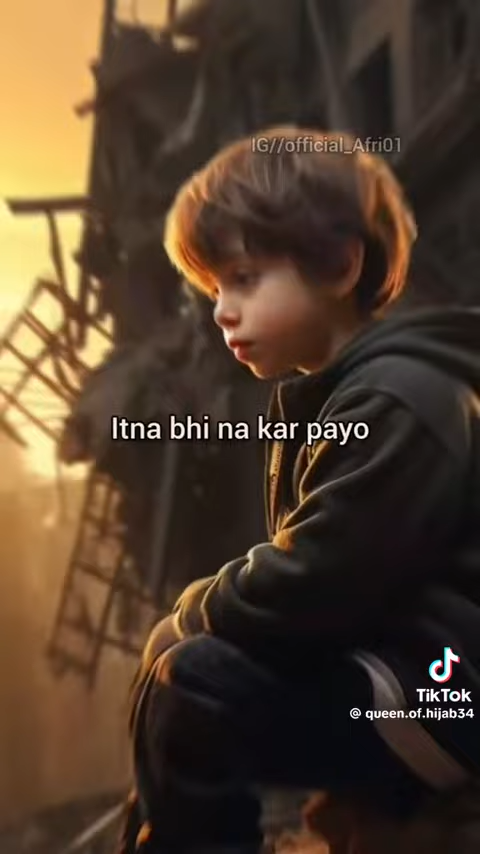 IG//official_Afri01
Itna bhi na kar payo
TikTok
@ queen.of.hijab34